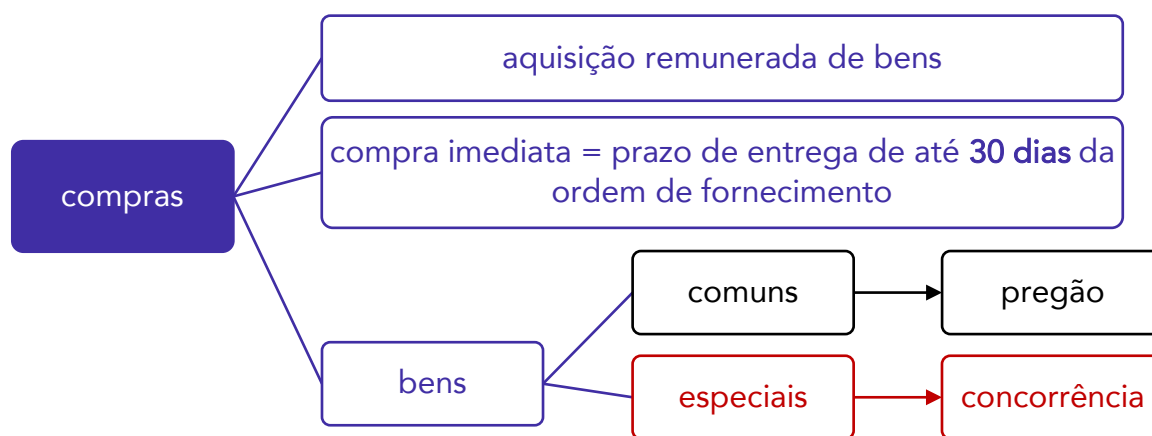 aquisição remunerada de bens
compras
compra imediata = prazo de entrega de até 30 dias da
ordem de fornecimento
comuns
pregão
bens
especiais
concorrência